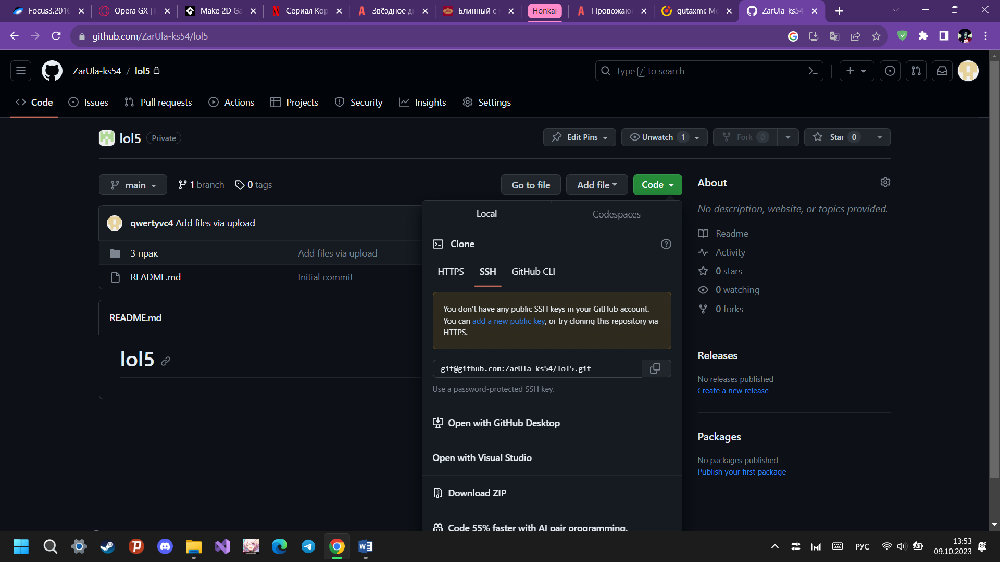 Focus3.2016
Opera GX | Г
Make 2D Ga
Сериал Кор
Звёздное д
Блинный с
Honkai
Провожаю
gutaxmi: Мо
ZarUla-ks54
github.com/ZarUla-ks54/lol5
ZarUla-ks54 / lol5
Type / to search
Code
Issues
Pull requests
Actions
Projects
Security
Insights
Settings
lol5 Private
Edit Pins
Unwatch 1
Fork 0
Star 0
main
1 branch
0 tags
Go to file
Add file
Code
About
No description, website, or topics provided.
Readme
Activity
0 stars
0 watching
0 forks
Releases
No releases published
Create a new release
Packages
No packages published
Publish your first package
qwertyvc4 Add files via upload
3 прак Add files via upload
README.md Initial commit
README.md
lol5
Local
Codespaces
Clone
HTTPS
SSH
GitHub CLI
You don't have any public SSH keys in your GitHub account.
You can add a new public key, or try cloning this repository via
HTTPS.
git@github.com:ZarUla-ks54/lol5.git
Use a password-protected SSH key.
Open with GitHub Desktop
Open with Visual Studio
Download ZIP
Code 55% faster with AI pair programming.
РУС
13:53
09.10.2023